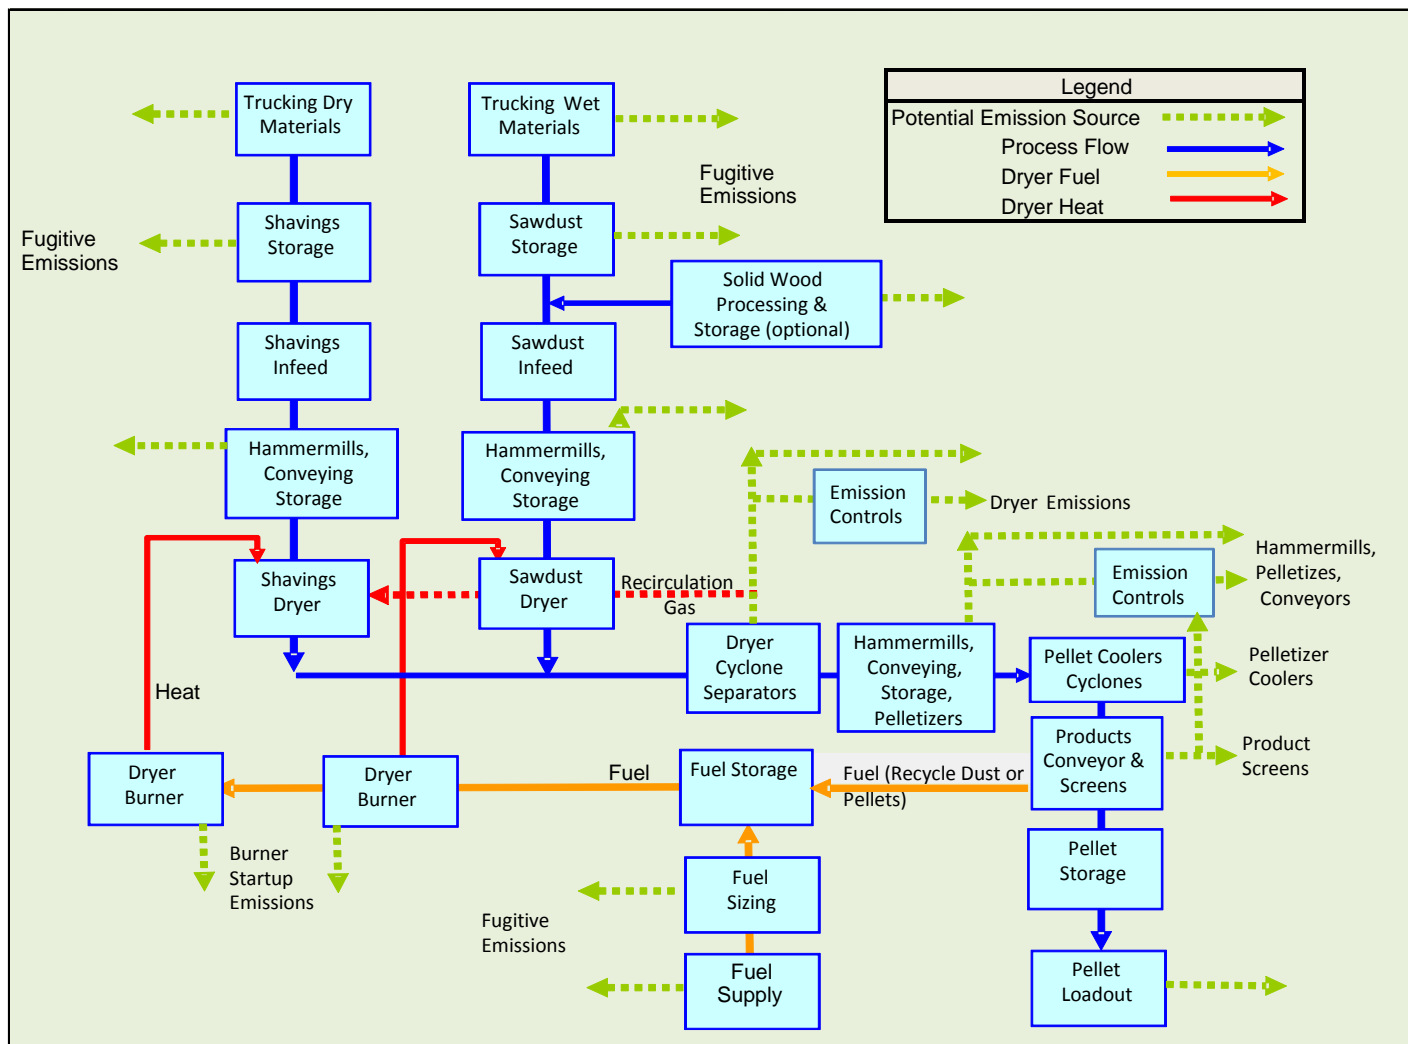 Legend
Potential Emission Source
Process Flow
Dryer Fuel
Dryer Heat
Trucking Dry
Materials
Trucking Wet
Materials
Fugitive
Emissions
Fugitive
Emissions
Shavings
Storage
Sawdust
Storage
Solid Wood
Processing &
Storage (optional)
Shavings
Infeed
Sawdust
Infeed
Hammermills,
Conveying
Storage
Hammermills,
Conveying
Storage
Emission
Controls
Dryer Emissions
Shavings
Dryer
Sawdust
Dryer
Recirculation
Gas
Emission
Controls
Hammermills,
Pelletizes,
Conveyors
Dryer
Cyclone
Separators
Hammermills,
Conveying,
Storage,
Pelletizers
Pellet Coolers
Cyclones
Pelletizer
Coolers
Heat
Dryer
Burner
Dryer
Burner
Fuel
Fuel Storage
Fuel (Recycle Dust or
Pellets)
Products
Conveyor &
Screens
Product
Screens
Burner
Startup
Emissions
Fuel
Sizing
Pellet
Storage
Fugitive
Emissions
Fuel
Supply
Pellet
Loadout